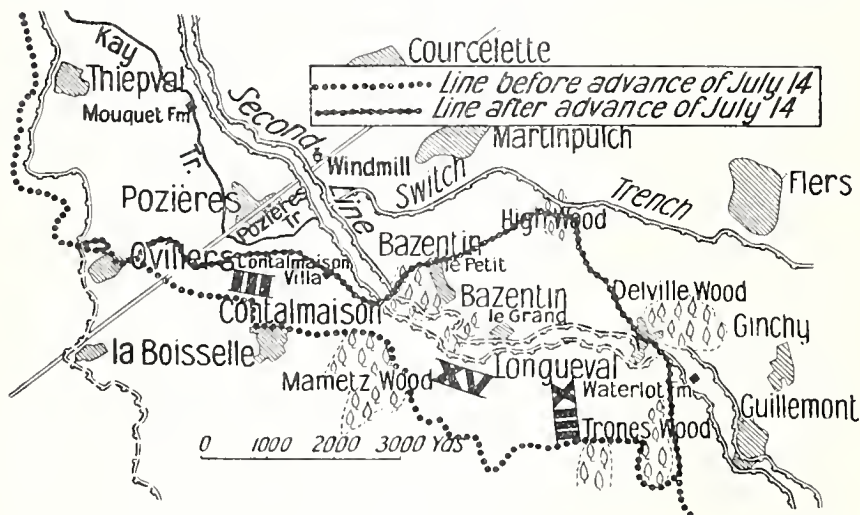 Kay
Courcelette
Line before advance of July 14
Line after advance of July 14
Thiepval
Mouquet Fm
Second
Martinpuich
Tr.
Windmill
Switch
Flers
Pozières
Line
Trench
Pozières
Tr
High Wood
Bazentin
le Petit
Ovillers
Contalmaison
Villa
III
Bazentin
le Grand
Delville Wood
Contalmaison
Ginchy
la Boisselle
Longueval
Mametz Wood
XV
Waterlot Fm
XIII
Guillemont
Trones Wood
0 1000 2000 3000 Yds